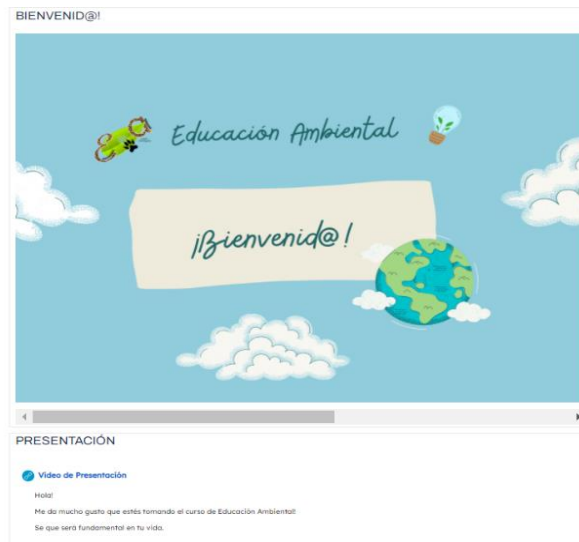 BIENVENID@!
Educación Ambiental
¡Bienvenid@!
PRESENTACIÓN
Video de Presentación
Hola!
Me da mucho gusto que estés tomando el curso de Educación Ambiental!
Se que será fundamental en tu vida.